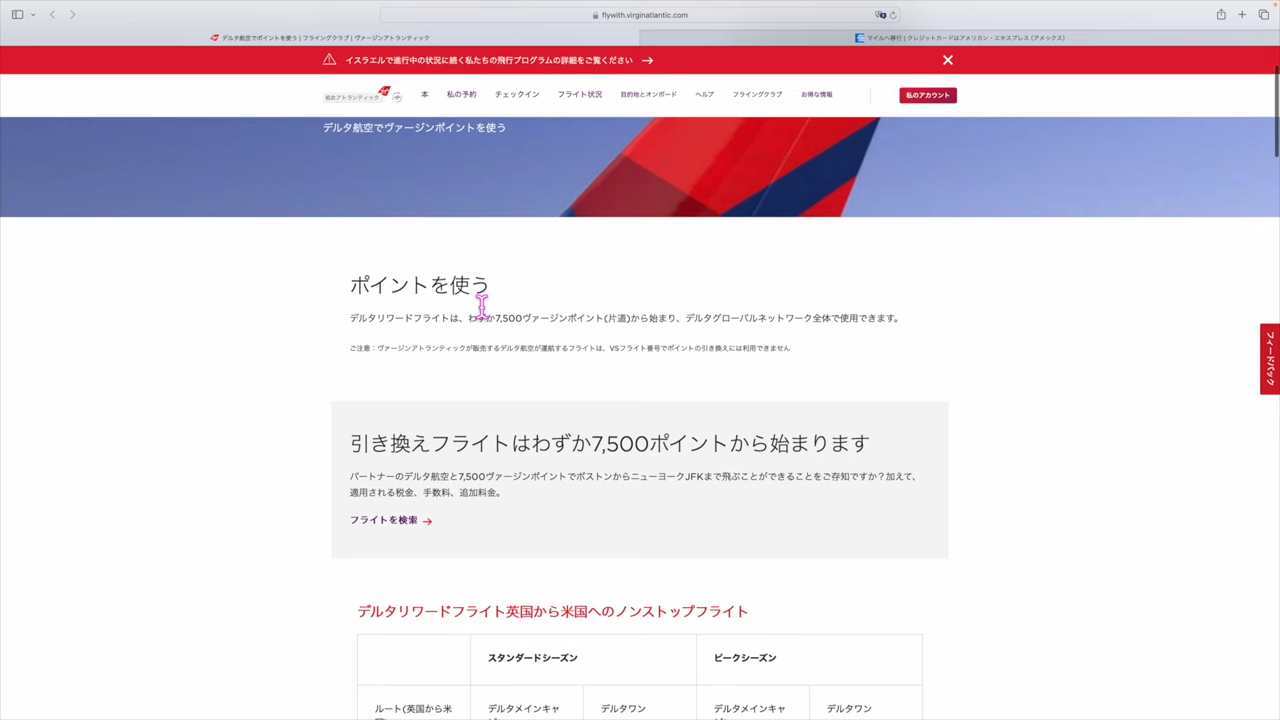 flywith.virginatlantic.com
デルタ航空でポイントを使う | フライングクラブ | ヴァージンアトランティック
マイルへ移行 | クレジットカードはアメリカン・エキスプレス (アメックス)
イスラエルで進行中の状況に続く私たちの飛行プログラムの詳細をご覧ください
本 私の予約 チェックイン フライト状況 目的地とオンボード ヘルプ フライングクラブ お得な情報 私のアカウント
デルタ航空でヴァージンポイントを使う
ポイントを使う
デルタリワードフライトは、わずか7,500ヴァージンポイント(片道)から始まり、デルタグローバルネットワーク全体で使用できます。
ご注意：ヴァージンアトランティックが販売するデルタ航空が運航するフライトは、VSフライト番号でポイントの引き換えには利用できません
フィードバック
引き換えフライトはわずか7,500ポイントから始まります
パートナーのデルタ航空と7,500ヴァージンポイントでボストンからニューヨークJFKまで飛ぶことができることをご存知ですか？加えて、
適用される税金、手数料、追加料金。
フライトを検索
デルタリワードフライト英国から米国へのノンストップフライト
スタンダードシーズン ピークシーズン
ルート(英国から米 デルタメインキャ デルタワン デルタメインキャ デルタワン